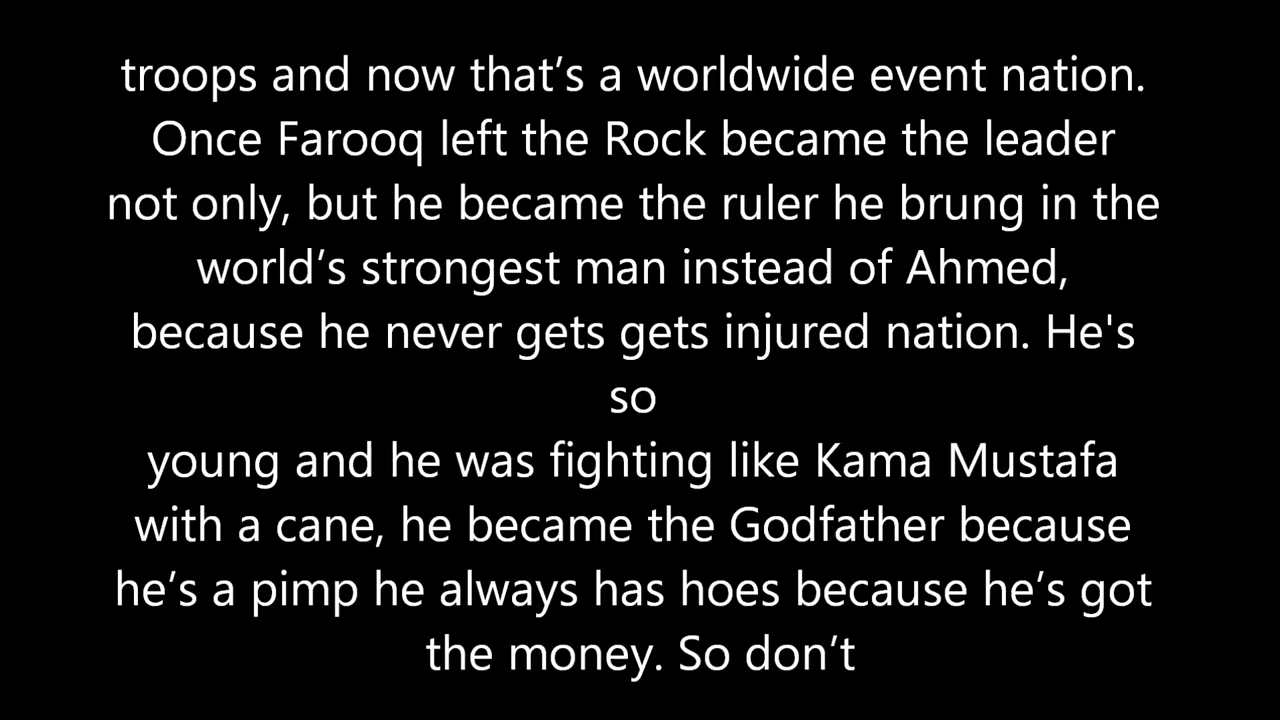 troops and now that’s a worldwide event nation.
Once Farooq left the Rock became the leader
not only, but he became the ruler he brung in the
world’s strongest man instead of Ahmed,
because he never gets gets injured nation. He's
so
young and he was fighting like Kama Mustafa
with a cane, he became the Godfather because
he’s a pimp he always has hoes because he’s got
the money. So don’t